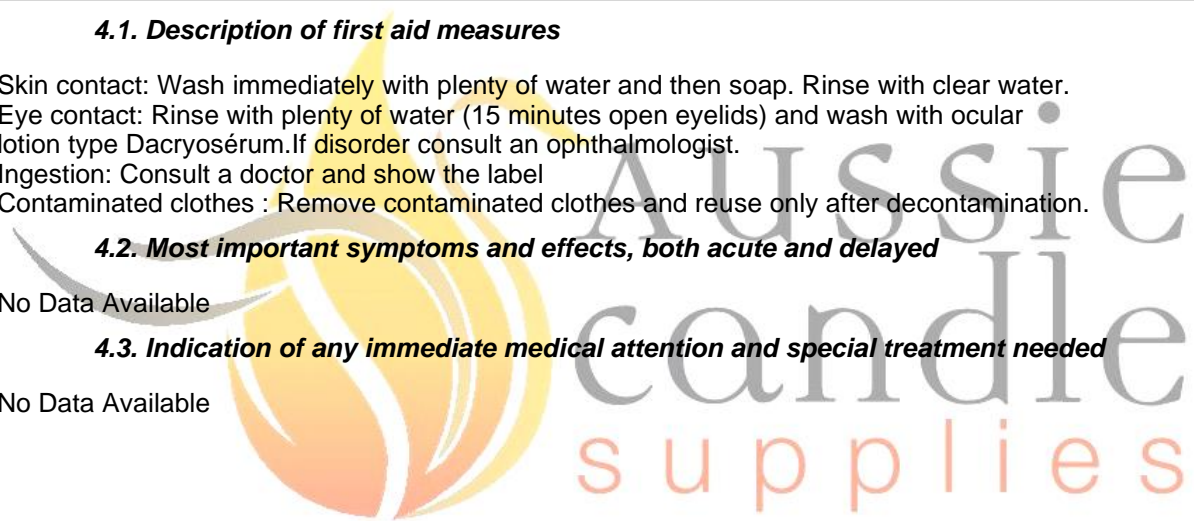 4.1. Description of first aid measures
Skin contact: Wash immediately with plenty of water and then soap. Rinse with clear water.
Eye contact: Rinse with plenty of water (15 minutes open eyelids) and wash with ocular
lotion type Dacryosérum.If disorder consult an ophthalmologist.
Ingestion: Consult a doctor and show the label
Contaminated clothes : Remove contaminated clothes and reuse only after decontamination.
4.2. Most important symptoms and effects, both acute and delayed
No Data Available
4.3. Indication of any immediate medical attention and special treatment needed
No Data Available
Aussie
candle
supplies